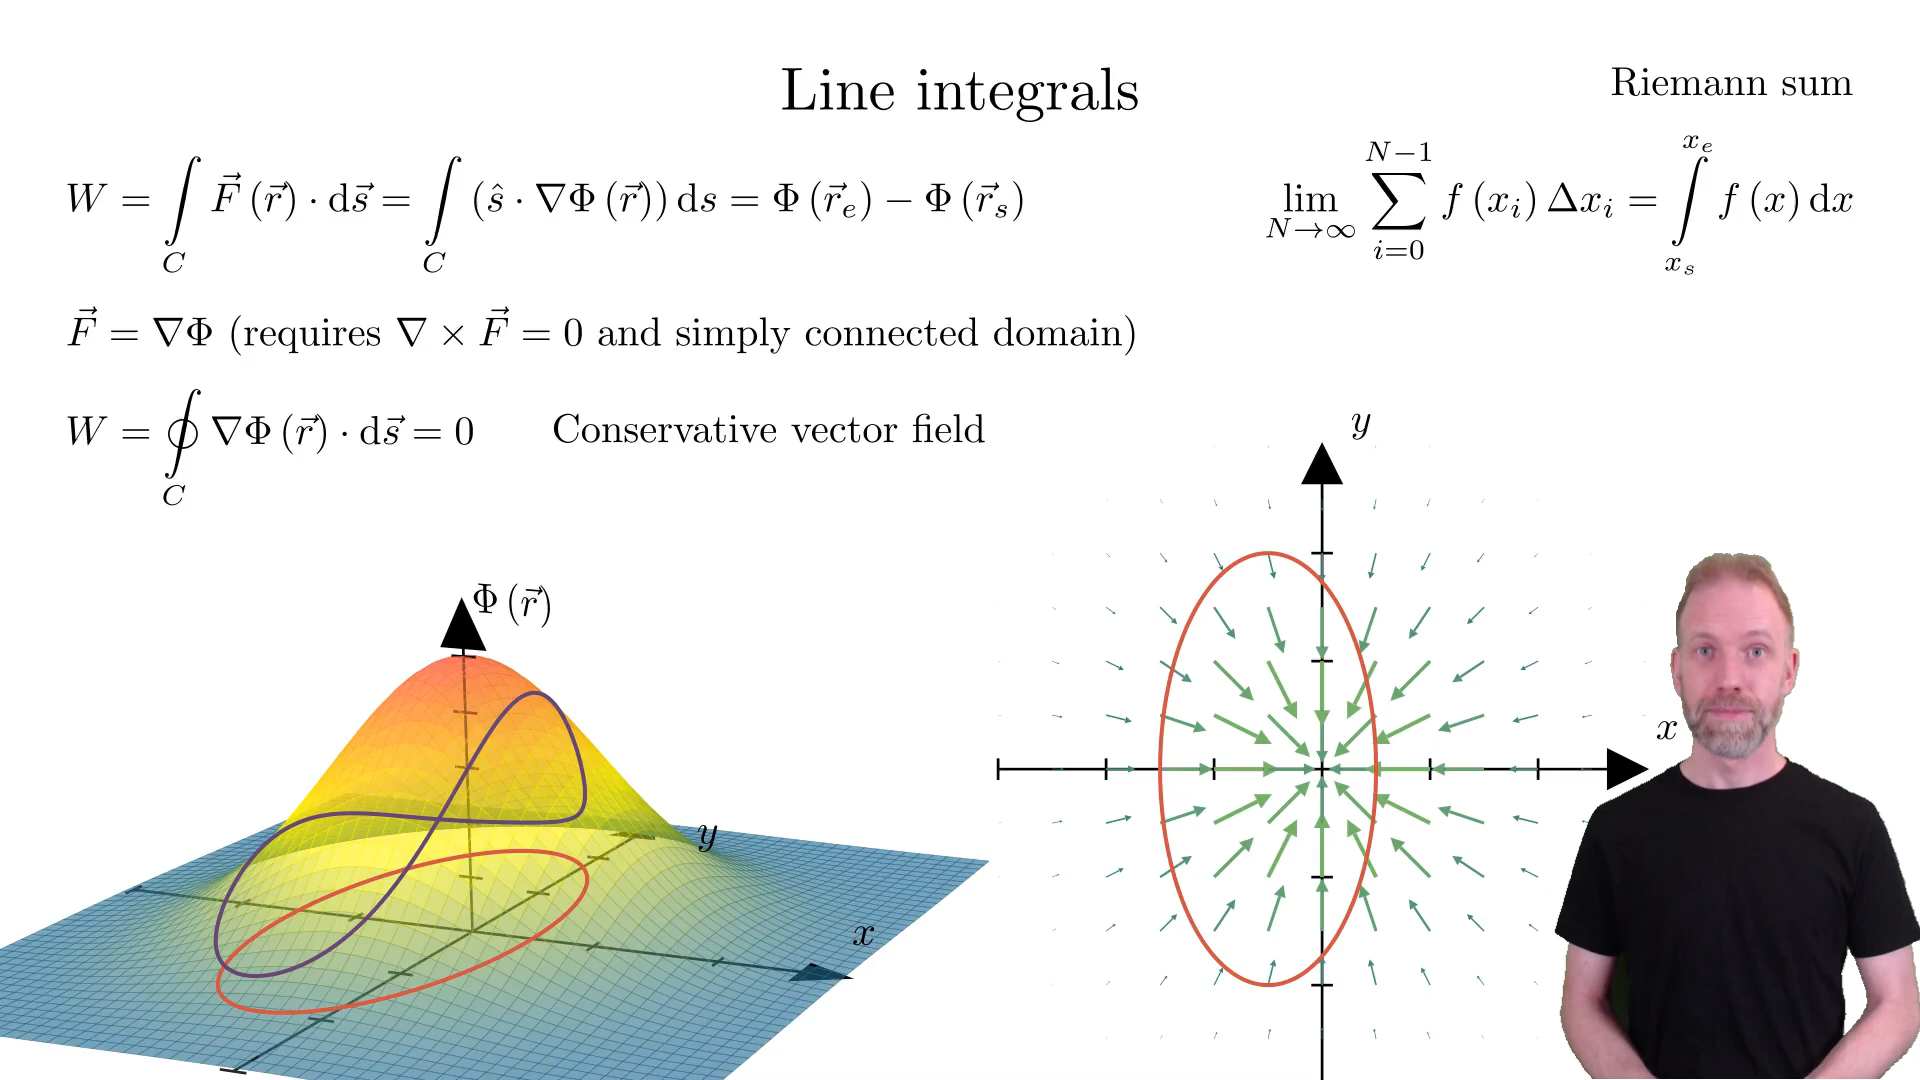 Line integrals
Riemann sum
W = ∫_C F⃗ (r⃗) · ds⃗ = ∫_C (ŝ · ∇Φ (r⃗)) ds = Φ (r⃗_e) − Φ (r⃗_s)
lim_{N→∞} ∑_{i=0}^{N−1} f (x_i) Δx_i = ∫_{x_s}^{x_e} f (x) dx
F⃗ = ∇Φ (requires ∇ × F⃗ = 0 and simply connected domain)
W = ∮_C ∇Φ (r⃗) · ds⃗ = 0
Conservative vector field
Φ (r⃗)
y
x
y
x